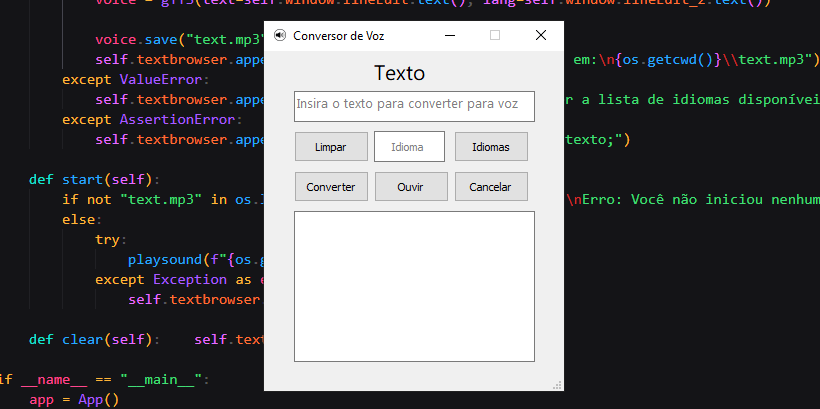 voice = gTTS(text=self.window.lineEdit.text(), lang=self.window.lineEdit_2.text())
Conversor de Voz
voice.save("text.mp3"
self.textbrowser.appe em:\n{os.getcwd()}\\text.mp3")
Texto
except ValueError:
self.textbrowser.appe r a lista de idiomas disponívei
Insira o texto para converter para voz
except AssertionError:
self.textbrowser.appe texto;")
Limpar Idioma Idiomas
def start(self):
Converter Ouvir Cancelar
if not "text.mp3" in os. \nErro: Você não iniciou nenhum
else:
try:
playsound(f"{os.g
except Exception as e
self.textbrowser.
def clear(self): self.tex
if __name__ == "__main__":
app = App()